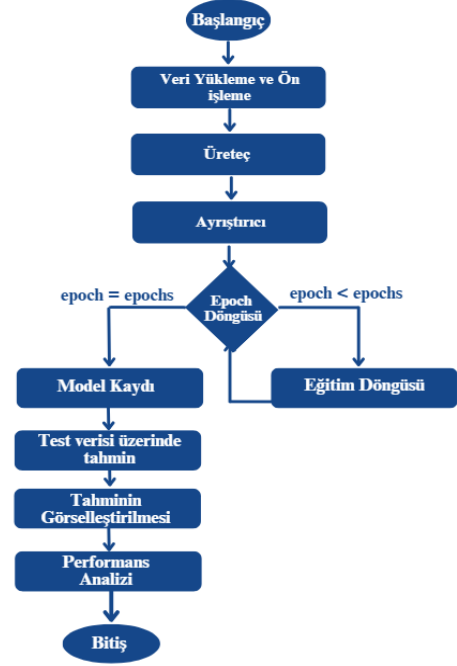 Başlangıç
Veri Yükleme ve Ön
işleme
Üreteç
Ayrıştırıcı
Epoch
Döngüsü
epoch = epochs
epoch < epochs
Model Kaydı
Eğitim Döngüsü
Test verisi üzerinde
tahmin
Tahminin
Görselleştirilmesi
Performans
Analizi
Bitiş